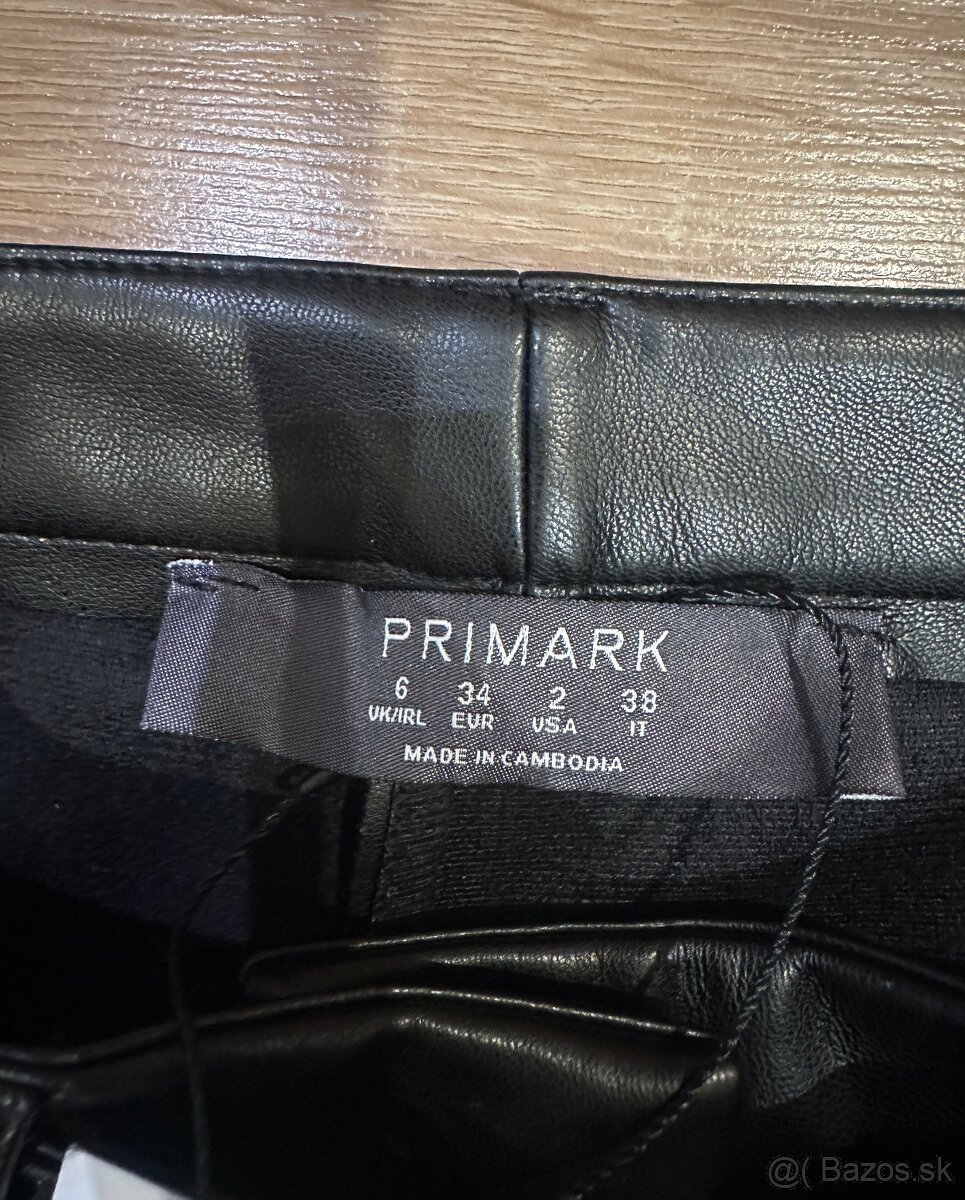 PRIMARK
6 34 2 38
UK/IRL EUR USA IT
MADE IN CAMBODIA
@( Bazos.sk